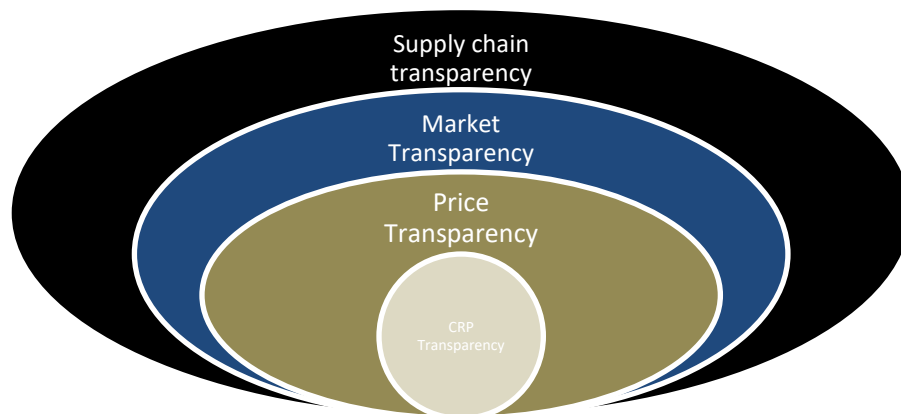 Supply chain
transparency
Market
Transparency
Price
Transparency
CRP
Transparency